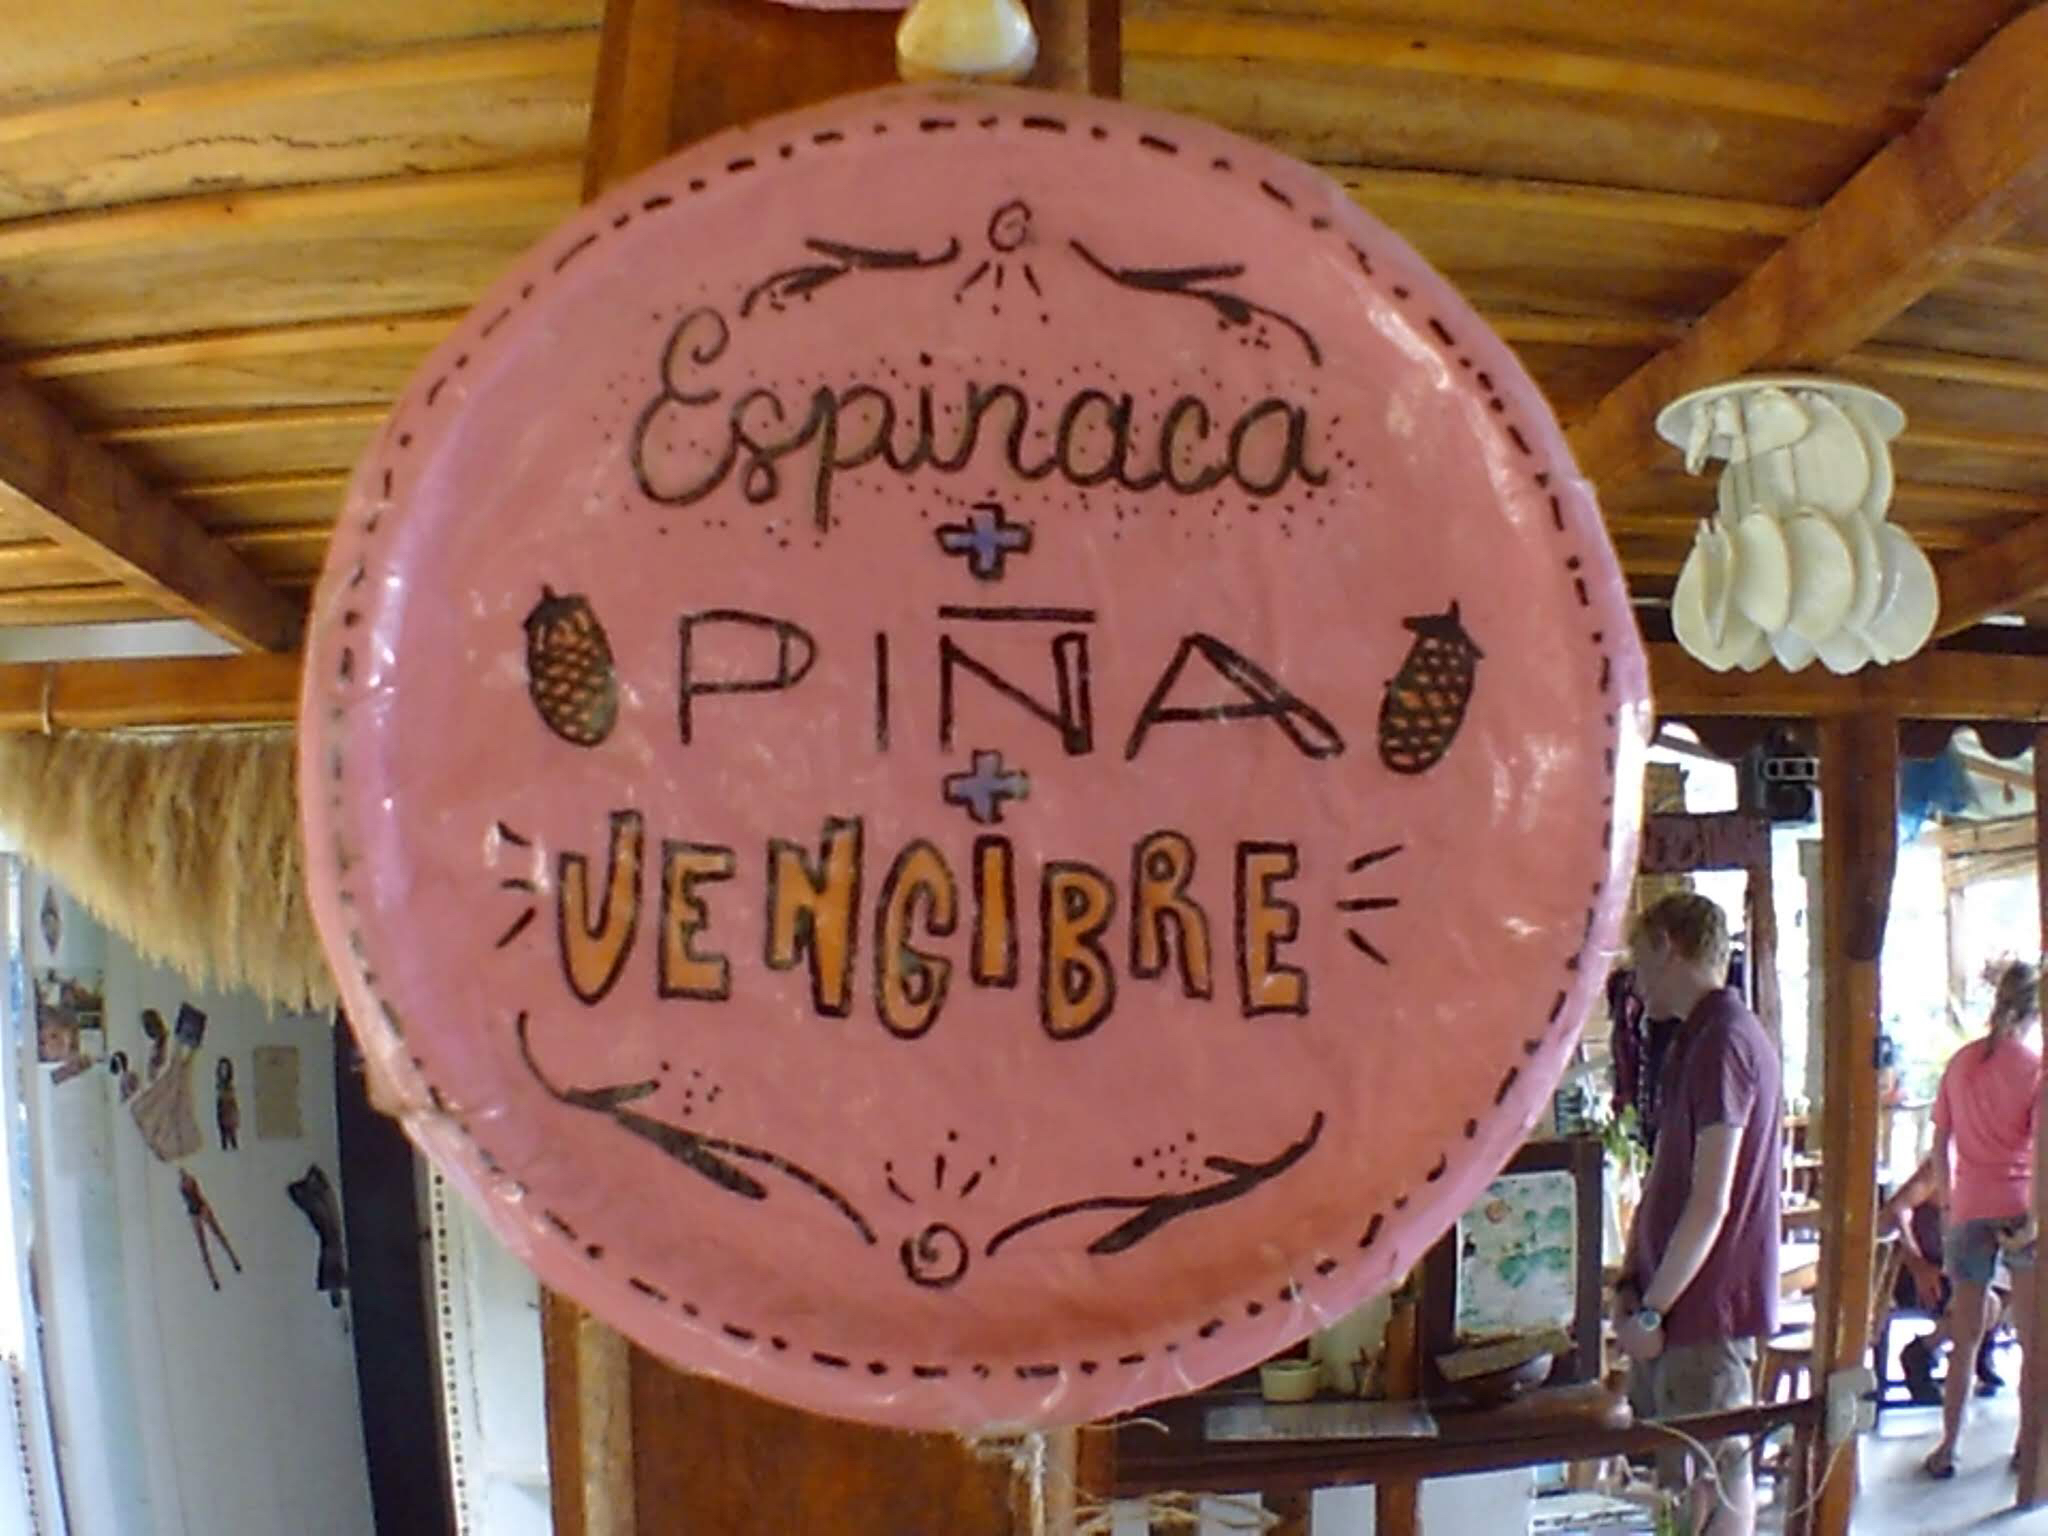 Espinaca
+
PIÑA
+
VENGIBRE